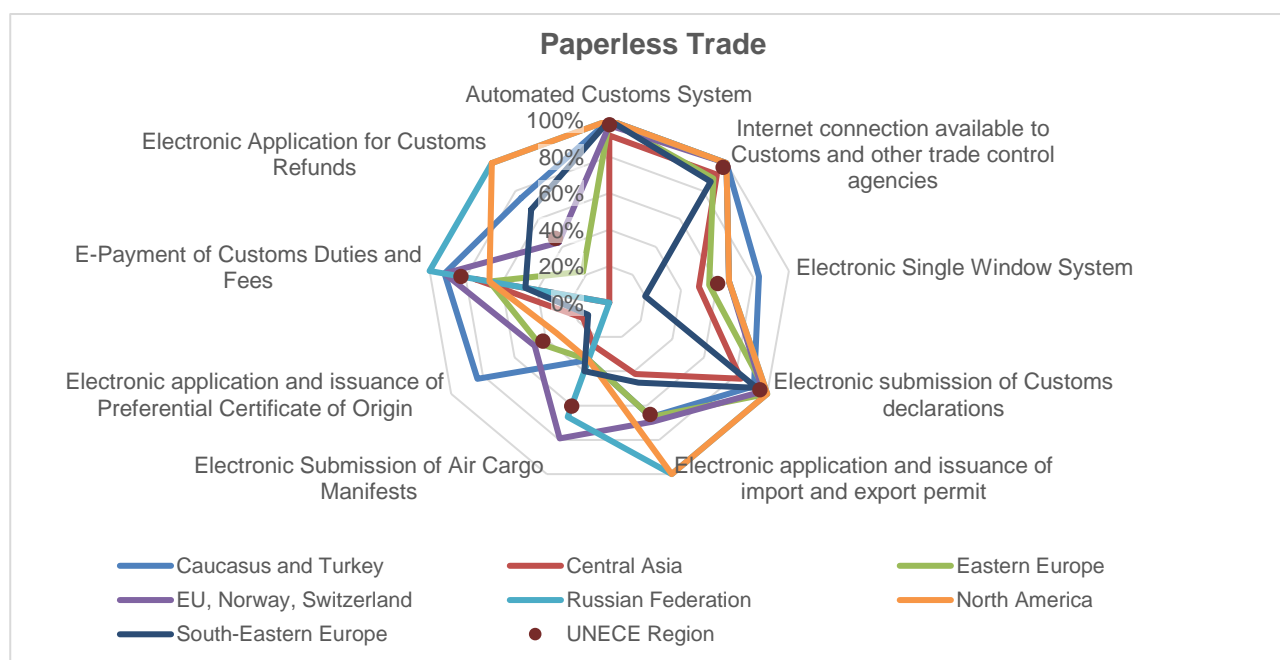 Paperless Trade
Automated Customs System
Internet connection available to
Customs and other trade control
agencies
Electronic Single Window System
Electronic submission of Customs
declarations
Electronic application and issuance of
import and export permit
Electronic Submission of Air Cargo
Manifests
Electronic application and issuance of
Preferential Certificate of Origin
E-Payment of Customs Duties and
Fees
Electronic Application for Customs
Refunds
100%
80%
60%
40%
20%
0%
Caucasus and Turkey
Central Asia
Eastern Europe
EU, Norway, Switzerland
Russian Federation
North America
South-Eastern Europe
UNECE Region